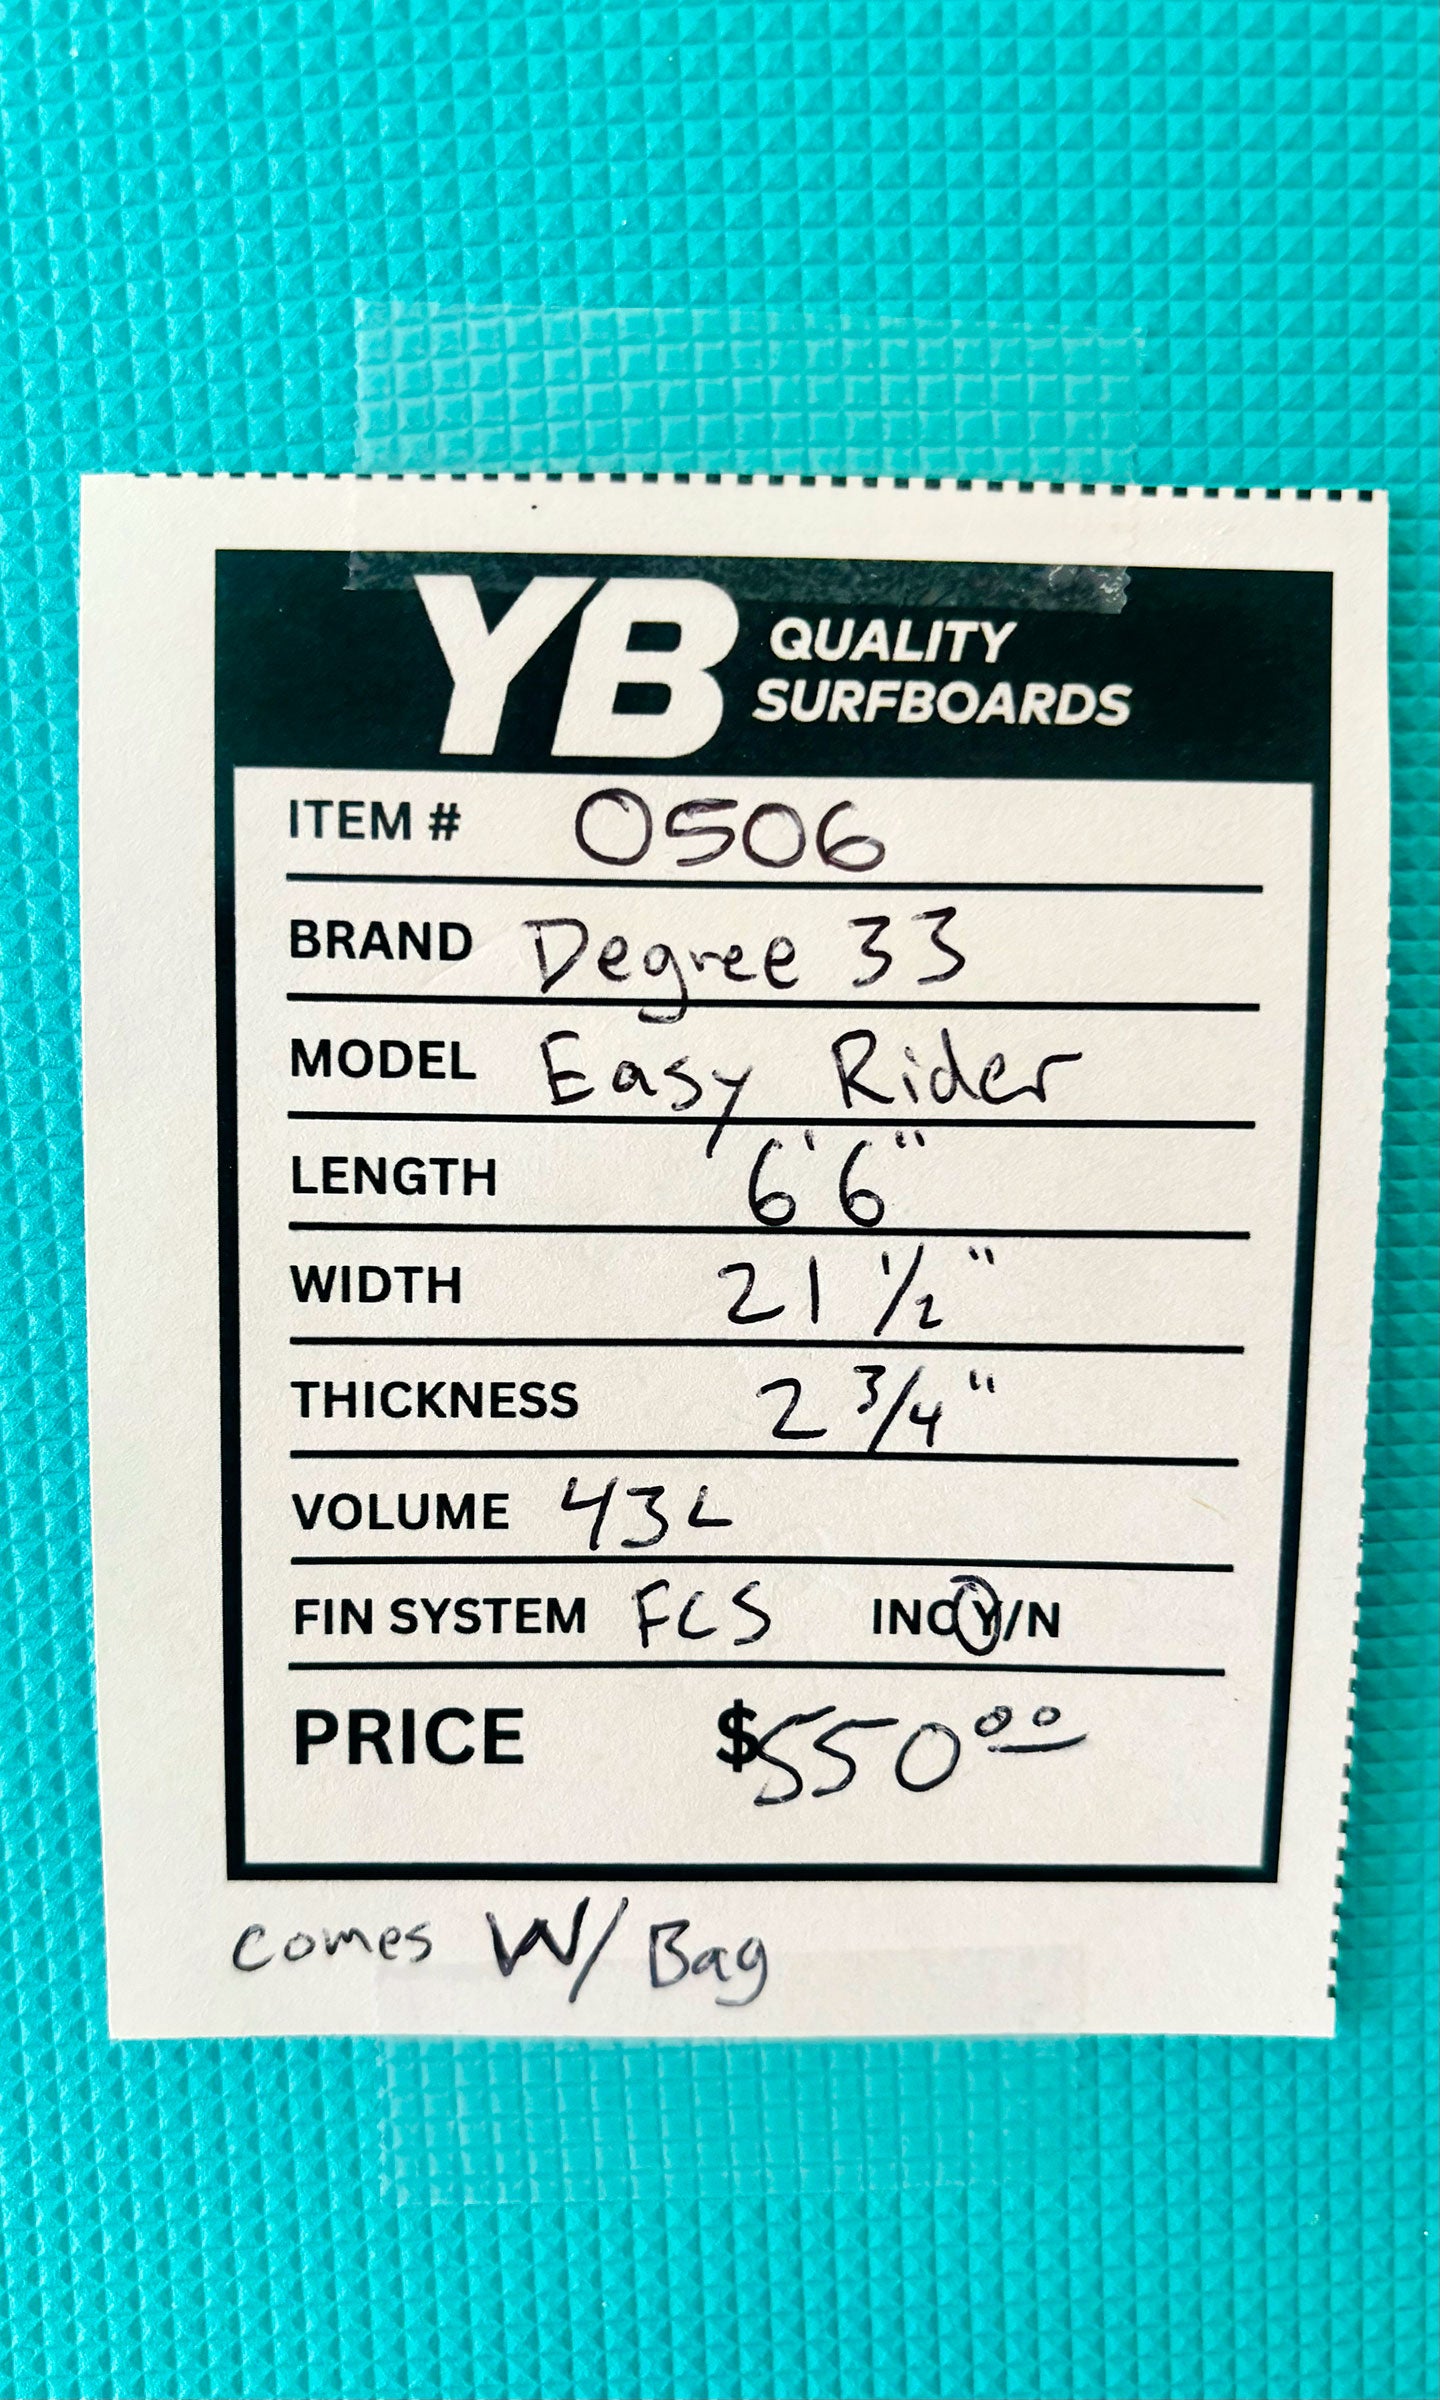 YB QUALITY SURFBOARDS
ITEM # 0506
BRAND Degree 33
MODEL Easy Rider
LENGTH 6'6"
WIDTH 21 1/2"
THICKNESS 2 3/4"
VOLUME 43L
FIN SYSTEM FCS INC Y/N
PRICE $550.00
comes W/ Bag